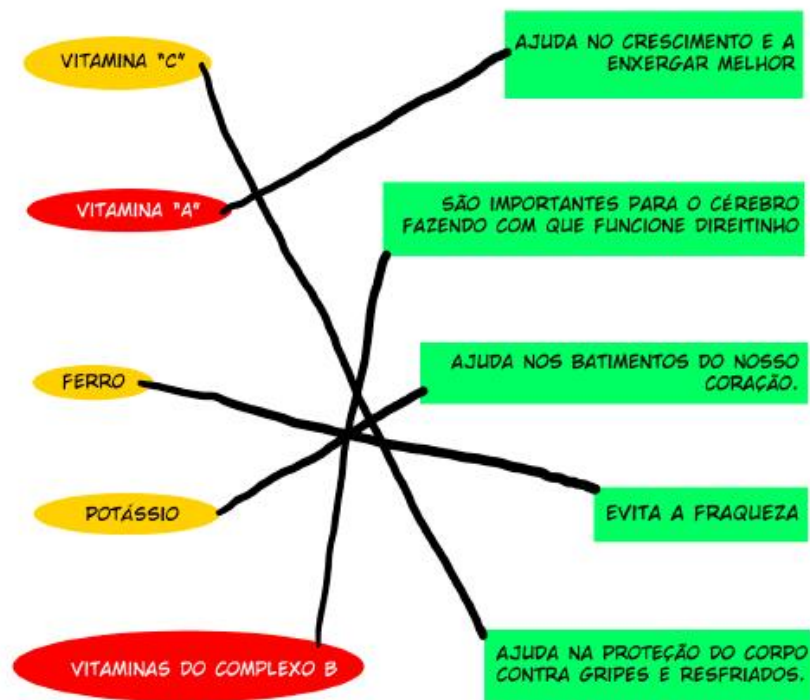 VITAMINA "C"
AJUDA NO CRESCIMENTO E A
ENXERGAR MELHOR
VITAMINA "A"
SÃO IMPORTANTES PARA O CÉREBRO
FAZENDO COM QUE FUNCIONE DIREITINHO
FERRO
AJUDA NOS BATIMENTOS DO NOSSO
CORAÇÃO.
POTÁSSIO
EVITA A FRAQUEZA
VITAMINAS DO COMPLEXO B
AJUDA NA PROTEÇÃO DO CORPO
CONTRA GRIPES E RESFRIADOS.